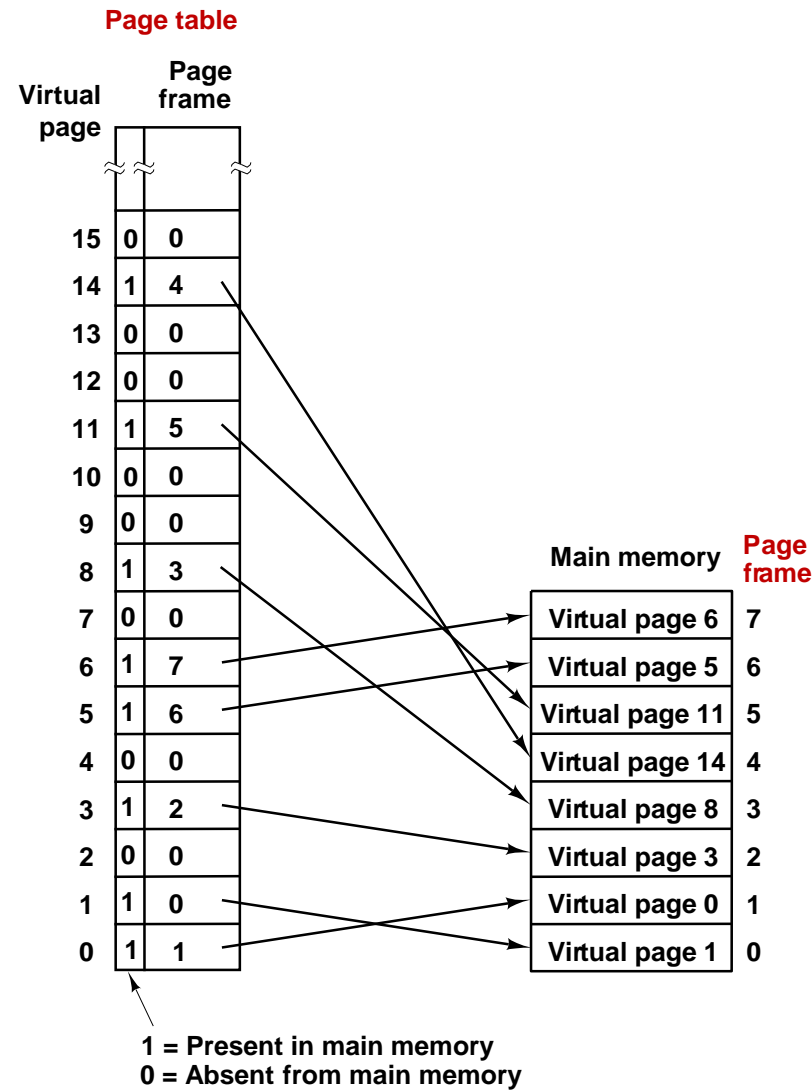 Page table
Virtual page
Page frame
15 0 0
14 1 4
13 0 0
12 0 0
11 1 5
10 0 0
9 0 0
8 1 3
7 0 0
6 1 7
5 1 6
4 0 0
3 1 2
2 0 0
1 1 0
0 1 1
1 = Present in main memory
0 = Absent from main memory
Main memory
Page frame
Virtual page 6 7
Virtual page 5 6
Virtual page 11 5
Virtual page 14 4
Virtual page 8 3
Virtual page 3 2
Virtual page 0 1
Virtual page 1 0